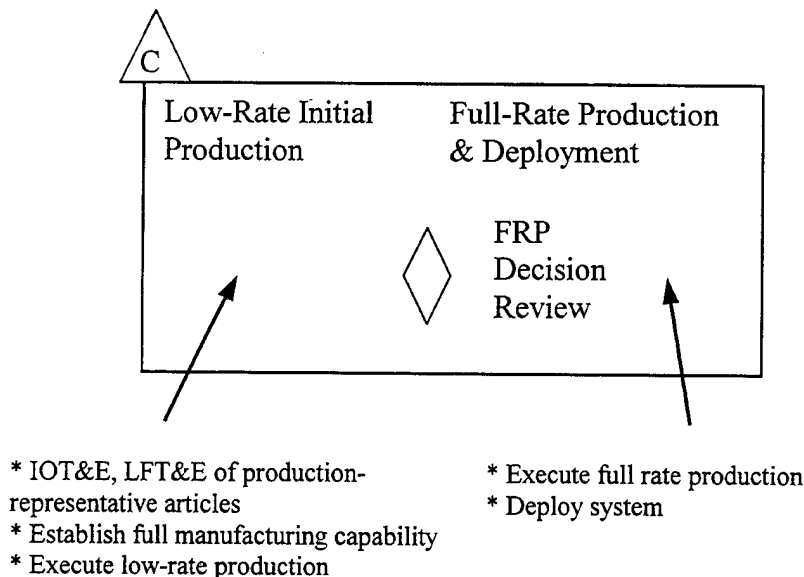 C
Low-Rate Initial
Production
Full-Rate Production
& Deployment
FRP
Decision
Review
* IOT&E, LFT&E of production-
representative articles
* Establish full manufacturing capability
* Execute low-rate production
* Execute full rate production
* Deploy system